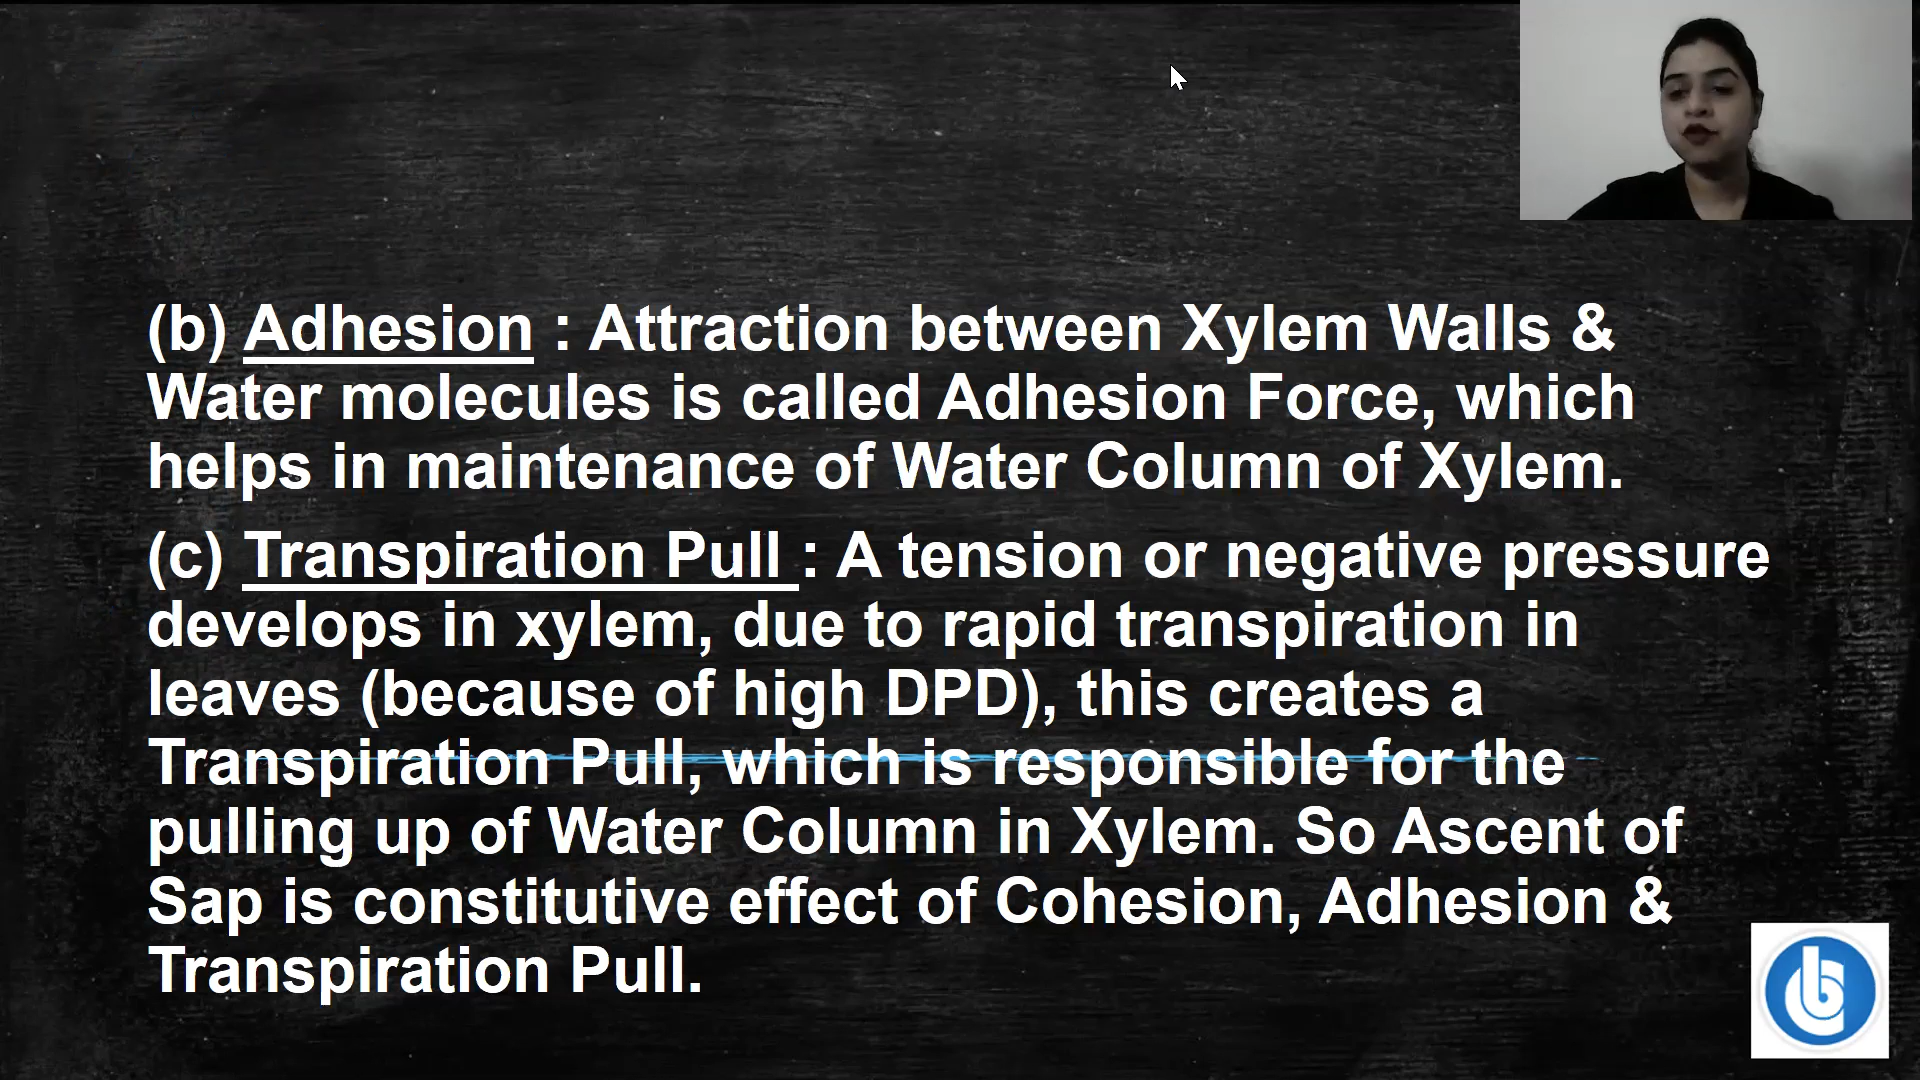 (b) Adhesion : Attraction between Xylem Walls &
Water molecules is called Adhesion Force, which
helps in maintenance of Water Column of Xylem.
(c) Transpiration Pull : A tension or negative pressure
develops in xylem, due to rapid transpiration in
leaves (because of high DPD), this creates a
Transpiration Pull, which is responsible for the
pulling up of Water Column in Xylem. So Ascent of
Sap is constitutive effect of Cohesion, Adhesion &
Transpiration Pull.